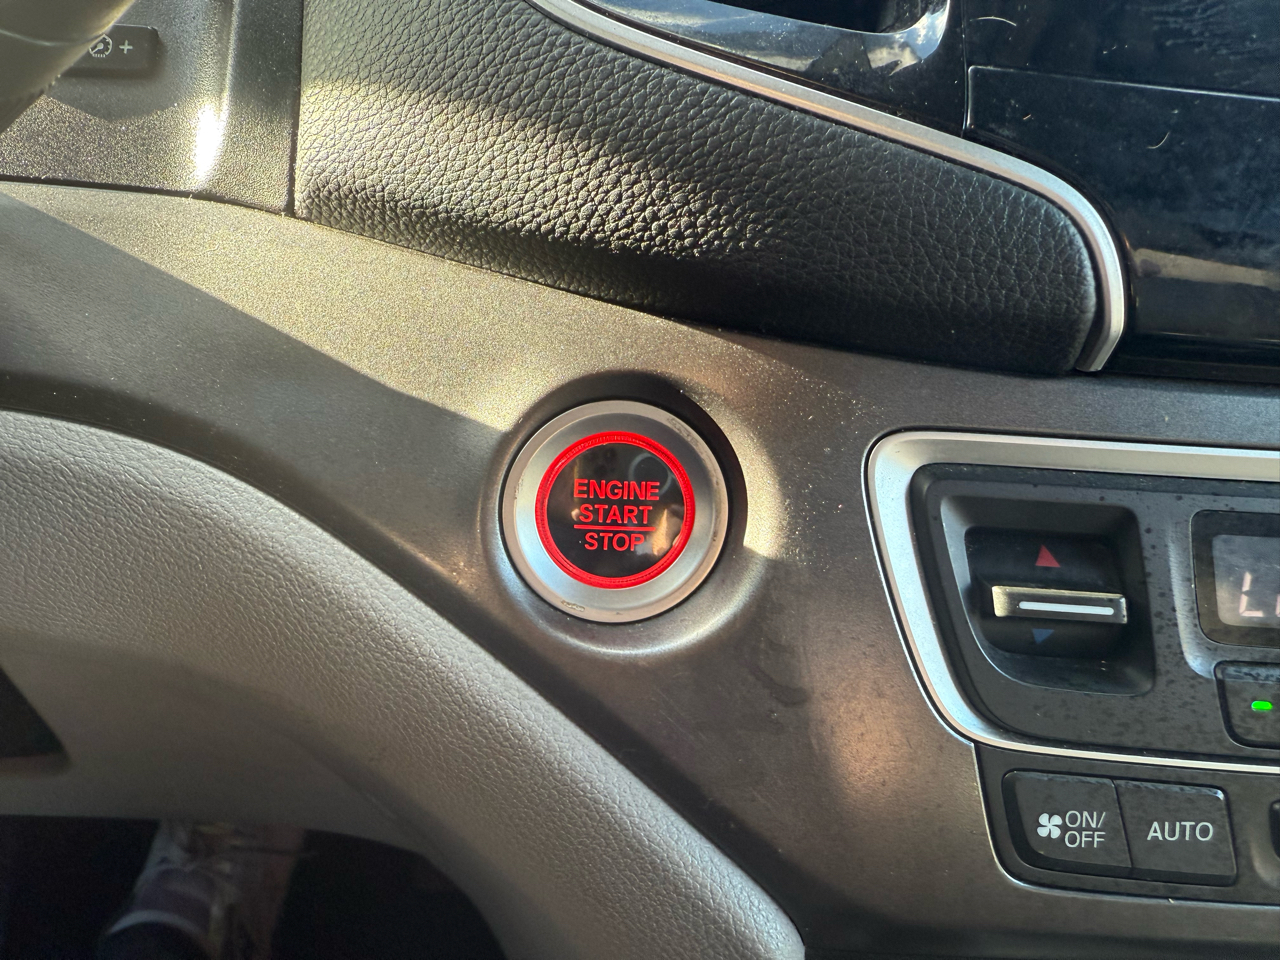 +
ENGINE
START
STOP
ON/
OFF
AUTO